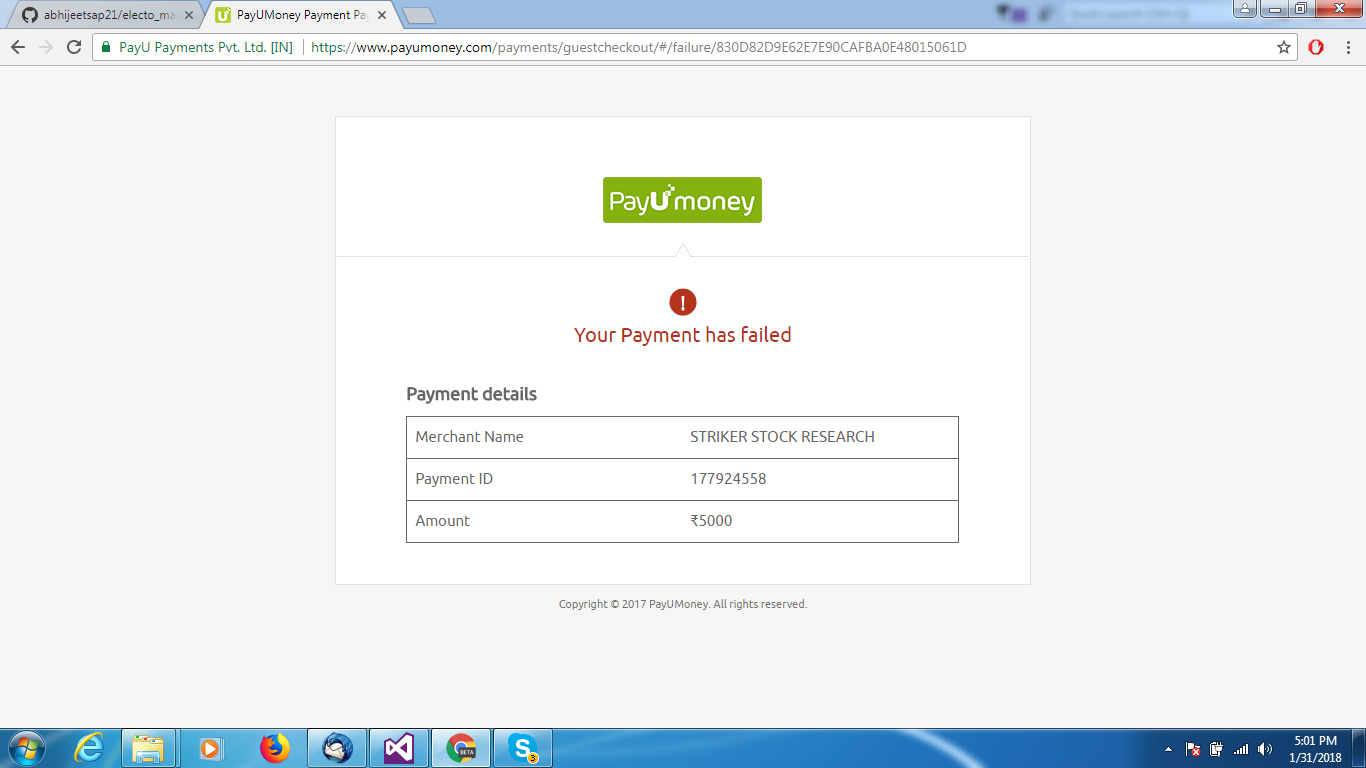 abhijeetsap21/electo_ma
PayUMoney Payment Pa
PayU Payments Pvt. Ltd. [IN]
https://www.payumoney.com/payments/guestcheckout/#/failure/830D82D9E62E7E90CAFBA0E48015061D
PayUmoney
!
Your Payment has failed
Payment details
Merchant Name STRIKER STOCK RESEARCH
Payment ID 177924558
Amount ₹5000
Copyright © 2017 PayUMoney. All rights reserved.
BETA
3
5:01 PM
1/31/2018